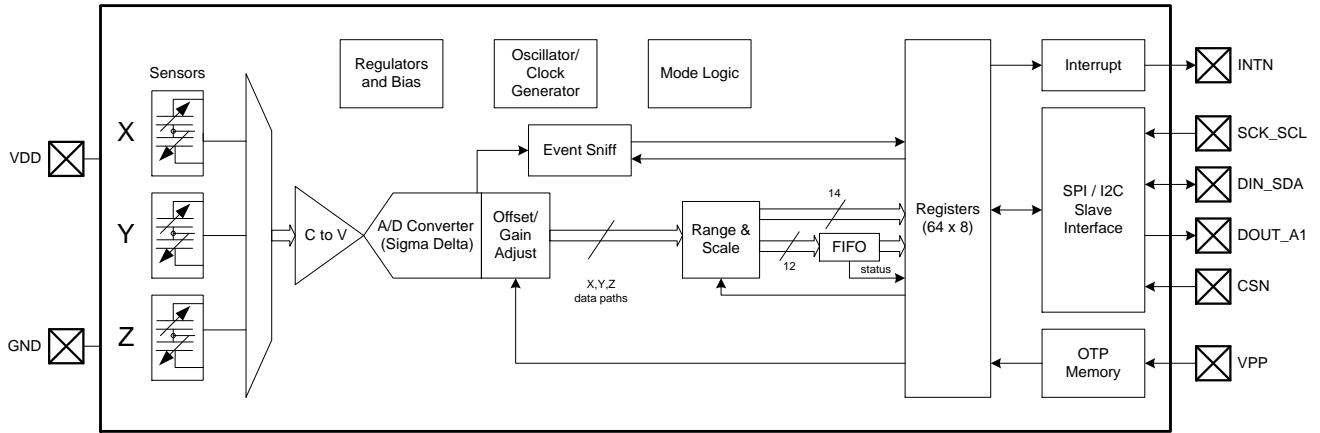 Sensors
X
Y
Z
VDD
GND
Regulators
and Bias
Oscillator/
Clock
Generator
Mode Logic
Event Sniff
C to V
A/D Converter
(Sigma Delta)
Offset/
Gain
Adjust
X,Y,Z
data paths
Range &
Scale
14
12
FIFO
status
Registers
(64 x 8)
Interrupt
SPI / I2C
Slave
Interface
OTP
Memory
INTN
SCK_SCL
DIN_SDA
DOUT_A1
CSN
VPP